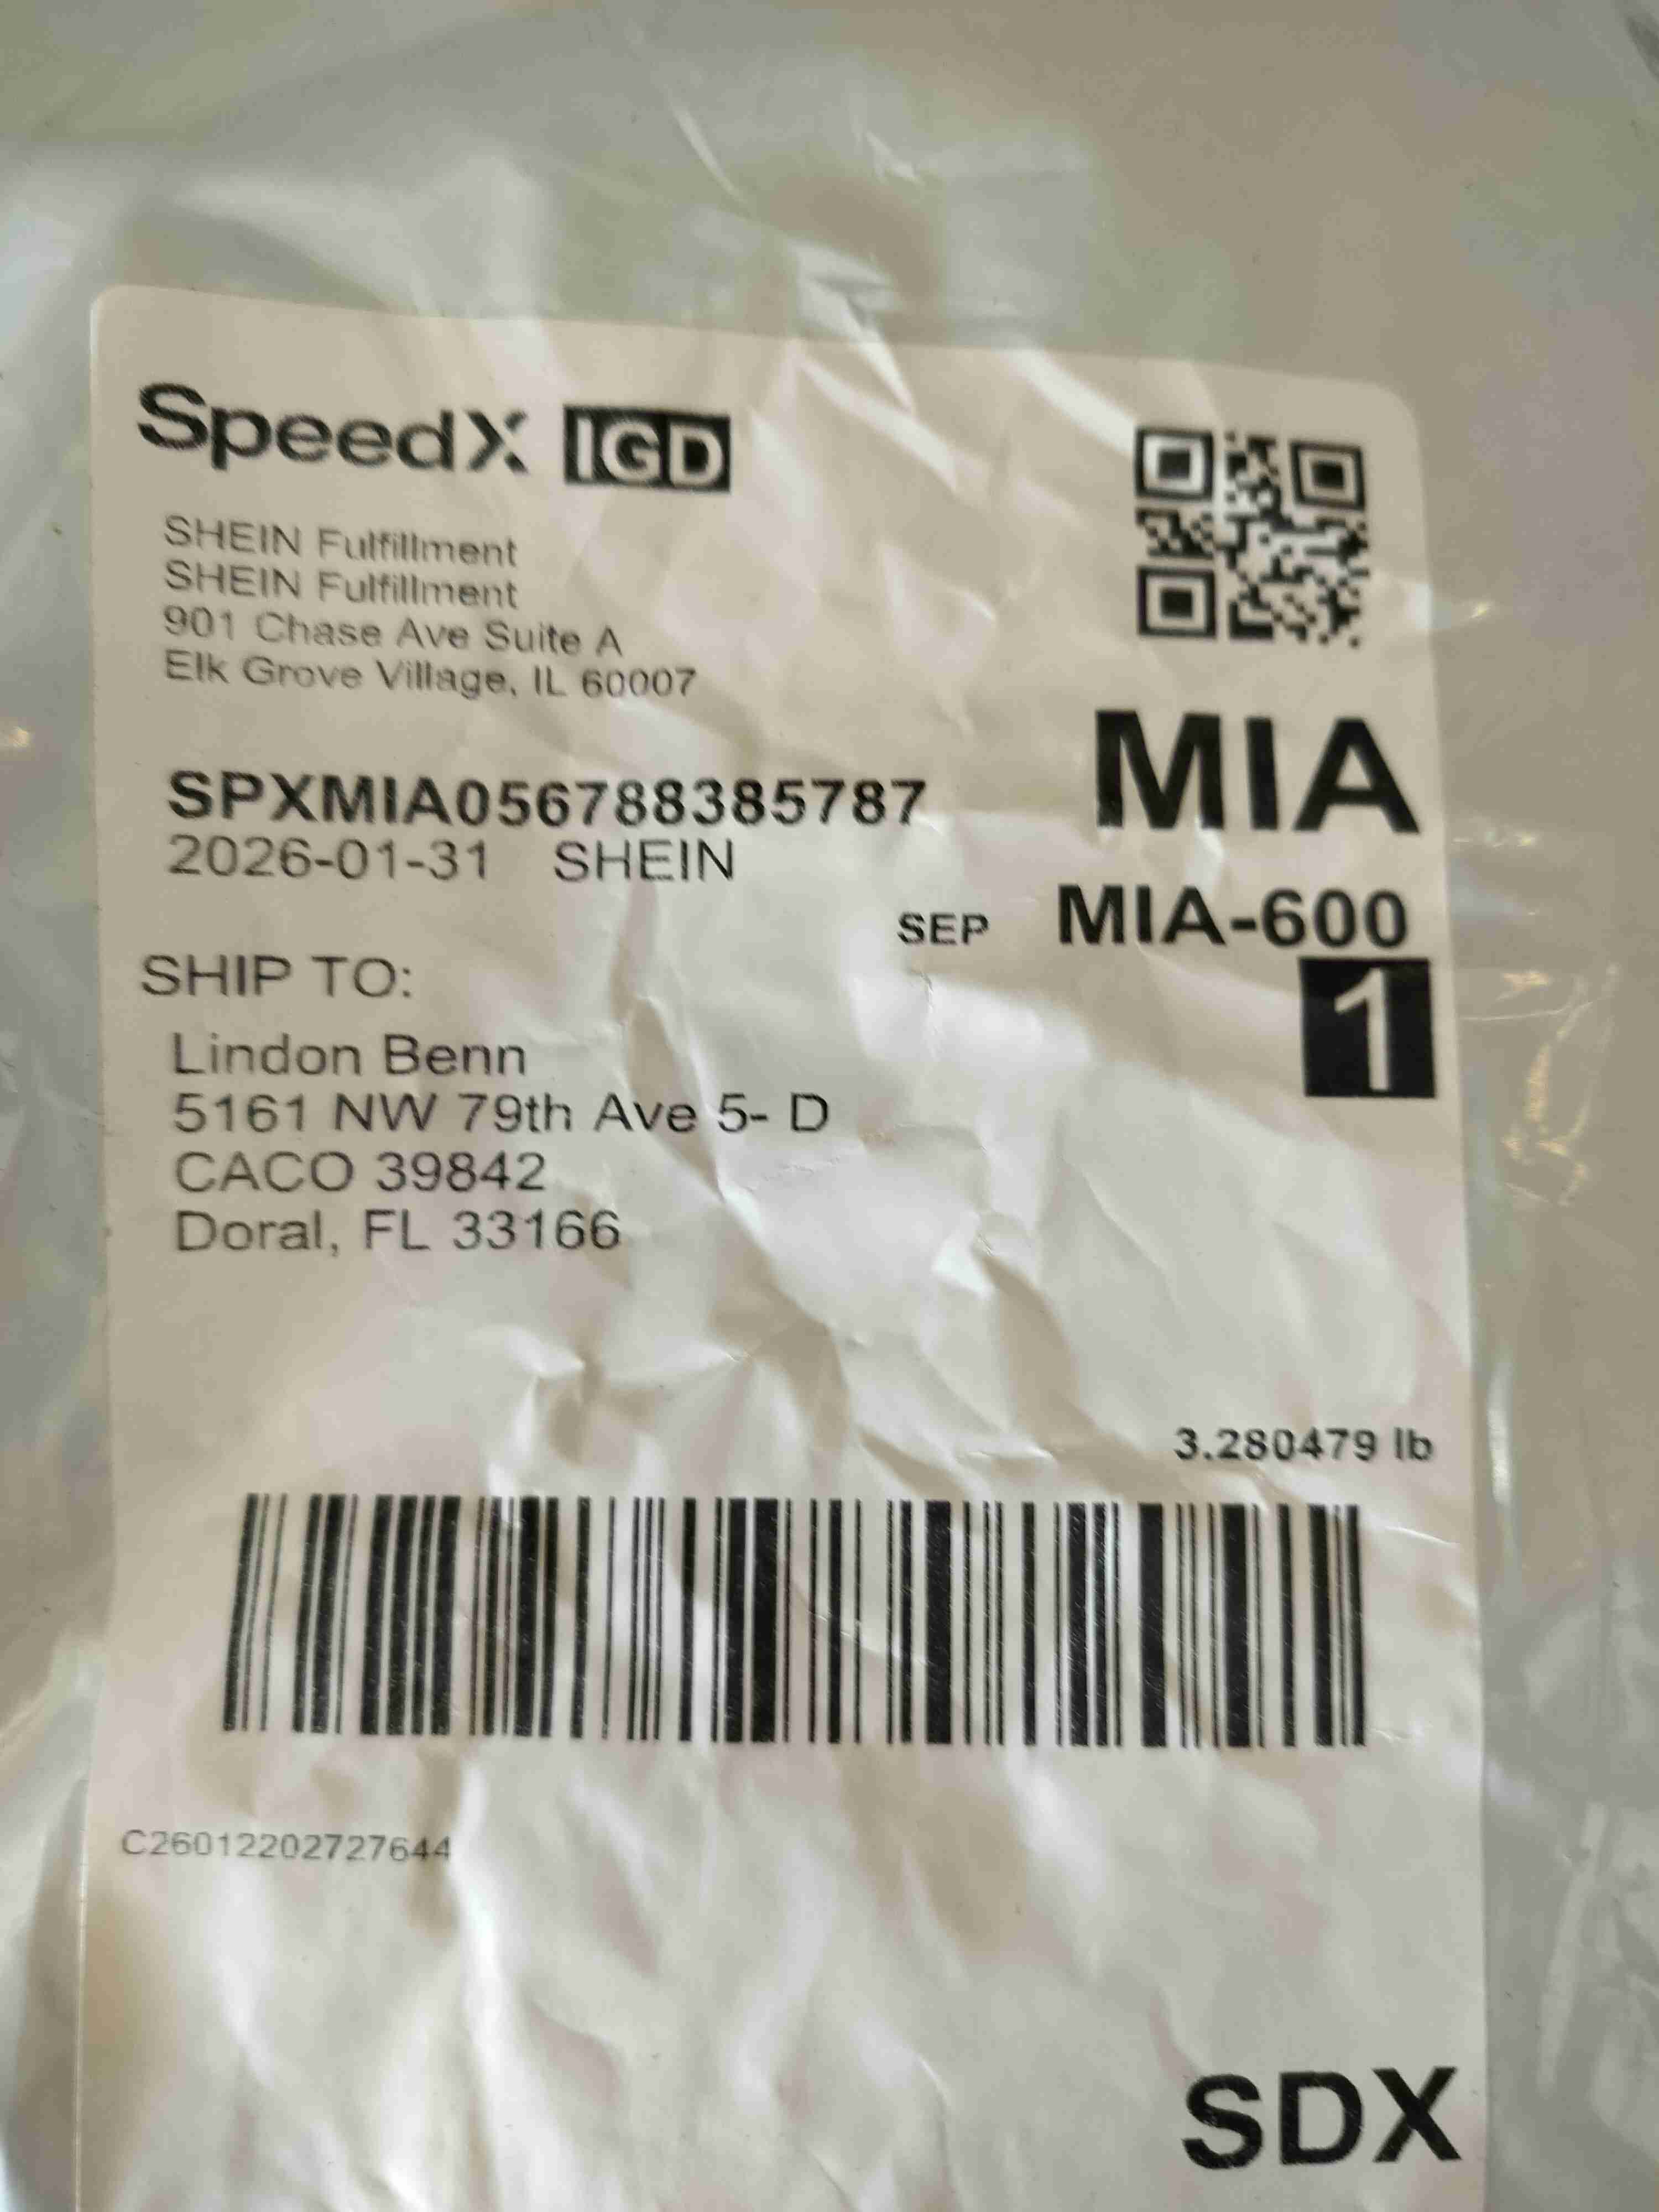 SpeedX IGD
SHEIN Fulfillment
SHEIN Fulfillment
901 Chase Ave Suite A
Elk Grove Village, IL 60007
MIA
SPXMIA056788385787
2026-01-31 SHEIN
SEP MIA-600
1
SHIP TO:
Lindon Benn
5161 NW 79th Ave 5- D
CACO 39842
Doral, FL 33166
3.280479 lb
C26012202727644
SDX